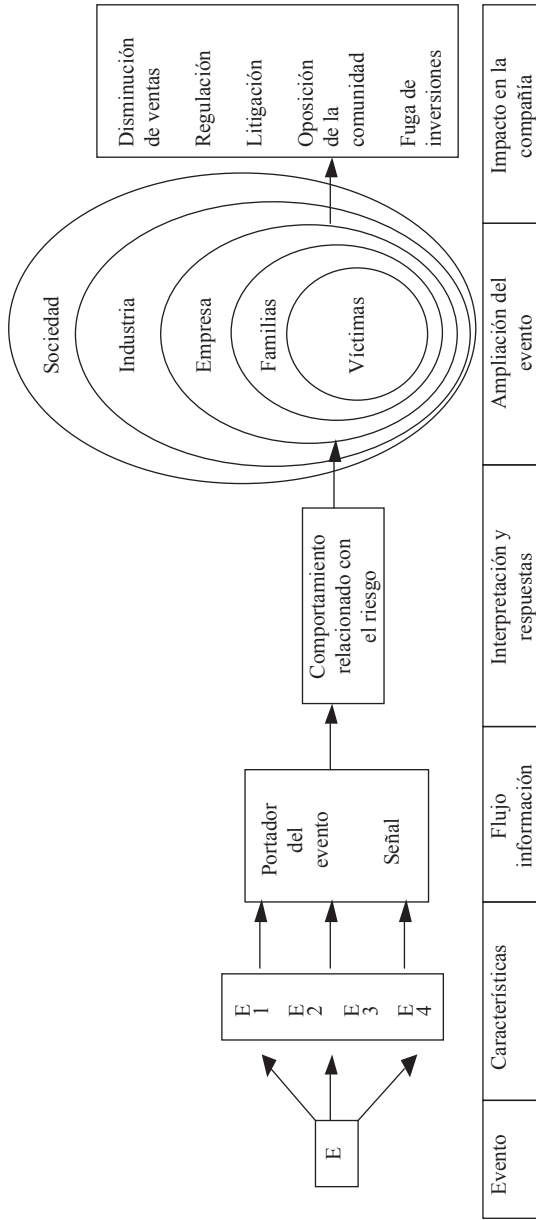 E
E
1
E
2
E
3
E
4
Portador
del
evento
Señal
Comportamiento
relacionado con
el riesgo
Sociedad
Industria
Empresa
Familias
Víctimas
Disminución
de ventas
Regulación
Litigación
Oposición
de la
comunidad
Fuga de
inversiones
Evento
Características
Flujo
información
Interpretación y
respuestas
Ampliación del
evento
Impacto en la
compañía